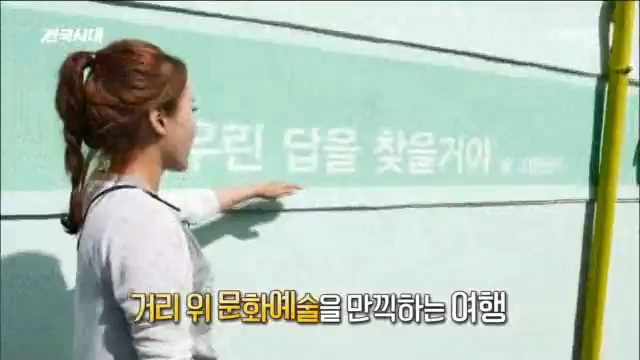 전국시대
우린 답을 찾을거야
거리 위 문화예술을 만끽하는 여행